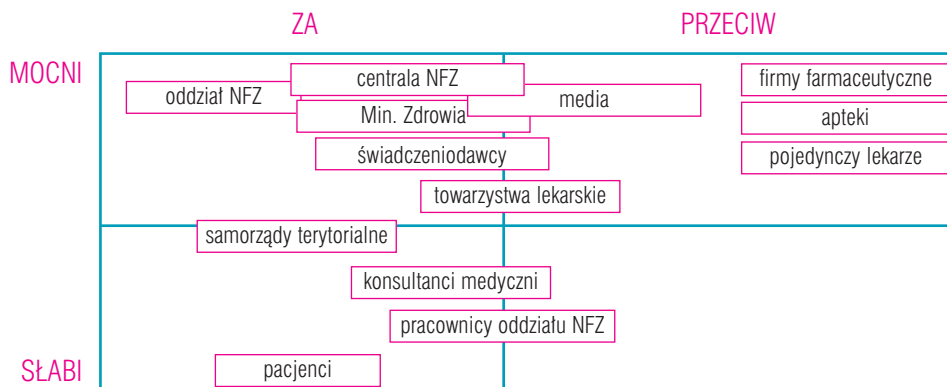 ZA
PRZECIW
MOCNI
centrala NFZ
firmy farmaceutyczne
oddział NFZ
media
Min. Zdrowia
apteki
świadczeniodawcy
pojedynczy lekarze
towarzystwa lekarskie
samorządy terytorialne
konsultanci medyczni
pracownicy oddziału NFZ
SŁABI
pacjenci